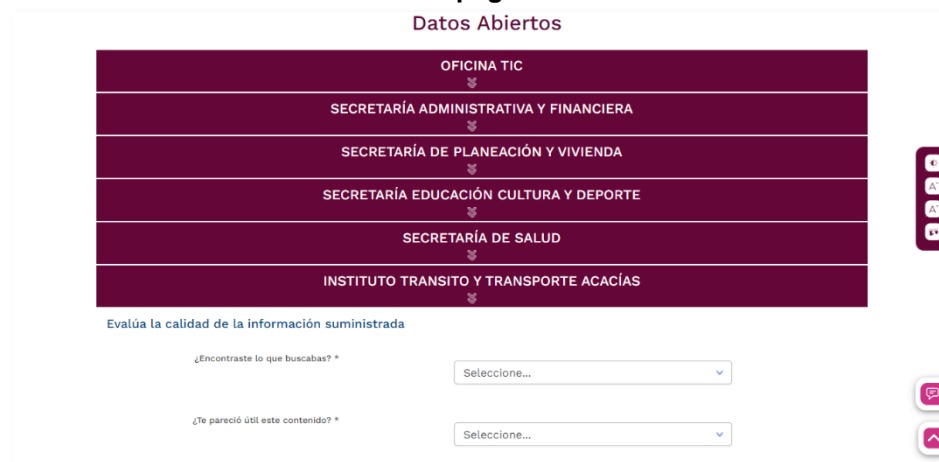 Datos Abiertos
OFICINA TIC
SECRETARÍA ADMINISTRATIVA Y FINANCIERA
SECRETARÍA DE PLANEACIÓN Y VIVIENDA
SECRETARÍA EDUCACIÓN CULTURA Y DEPORTE
SECRETARÍA DE SALUD
INSTITUTO TRANSITO Y TRANSPORTE ACACÍAS
Evalúa la calidad de la información suministrada
¿Encontraste lo que buscabas? *
Seleccione...
¿Te pareció útil este contenido? *
Seleccione...